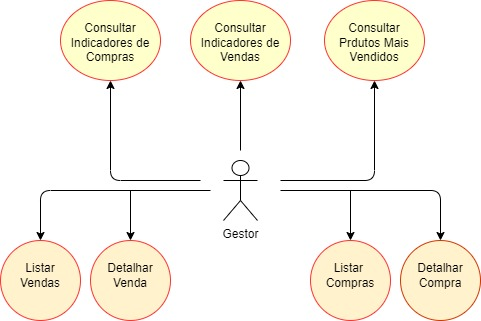 Consultar
Indicadores de
Compras
Consultar
Indicadores de
Vendas
Consultar
Prdutos Mais
Vendidos
Gestor
Listar
Vendas
Detalhar
Venda
Listar
Compras
Detalhar
Compra